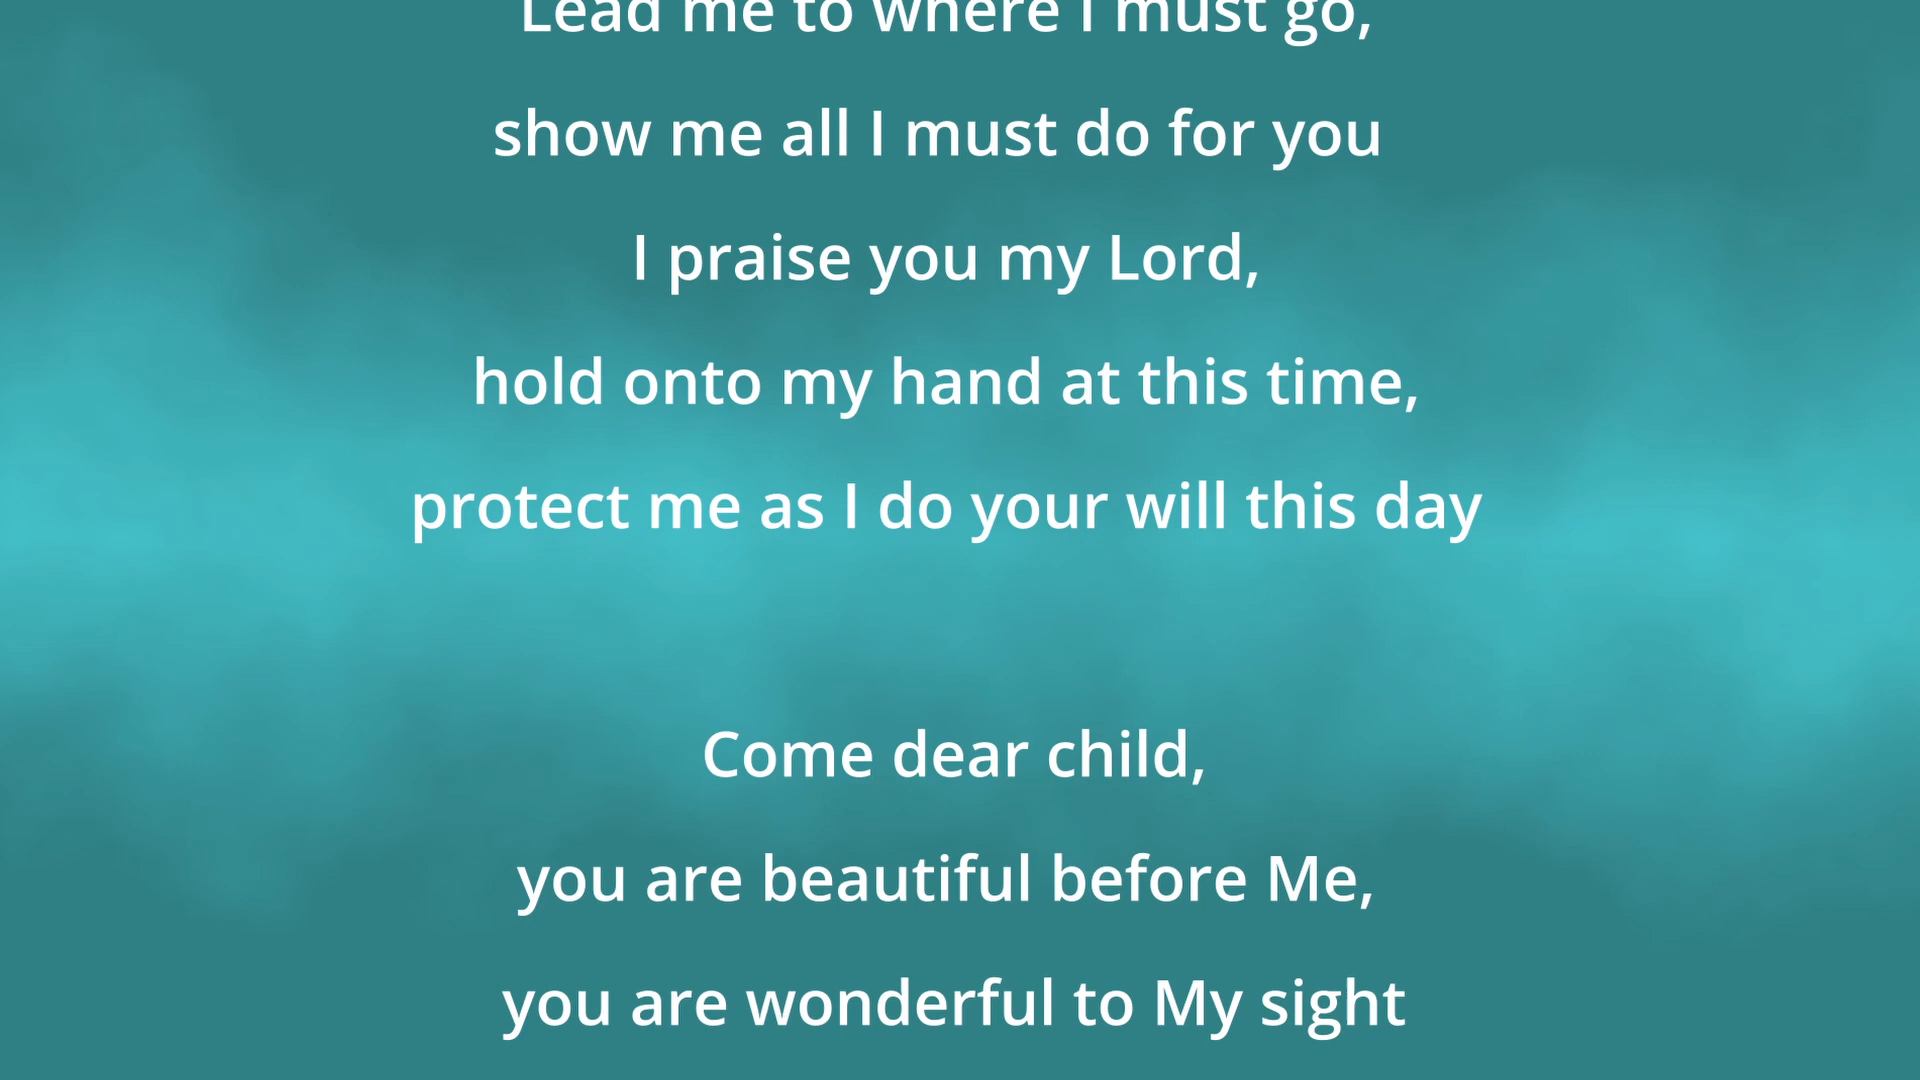 Lead me to where I must go,
show me all I must do for you
I praise you my Lord,
hold onto my hand at this time,
protect me as I do your will this day
Come dear child,
you are beautiful before Me,
you are wonderful to My sight